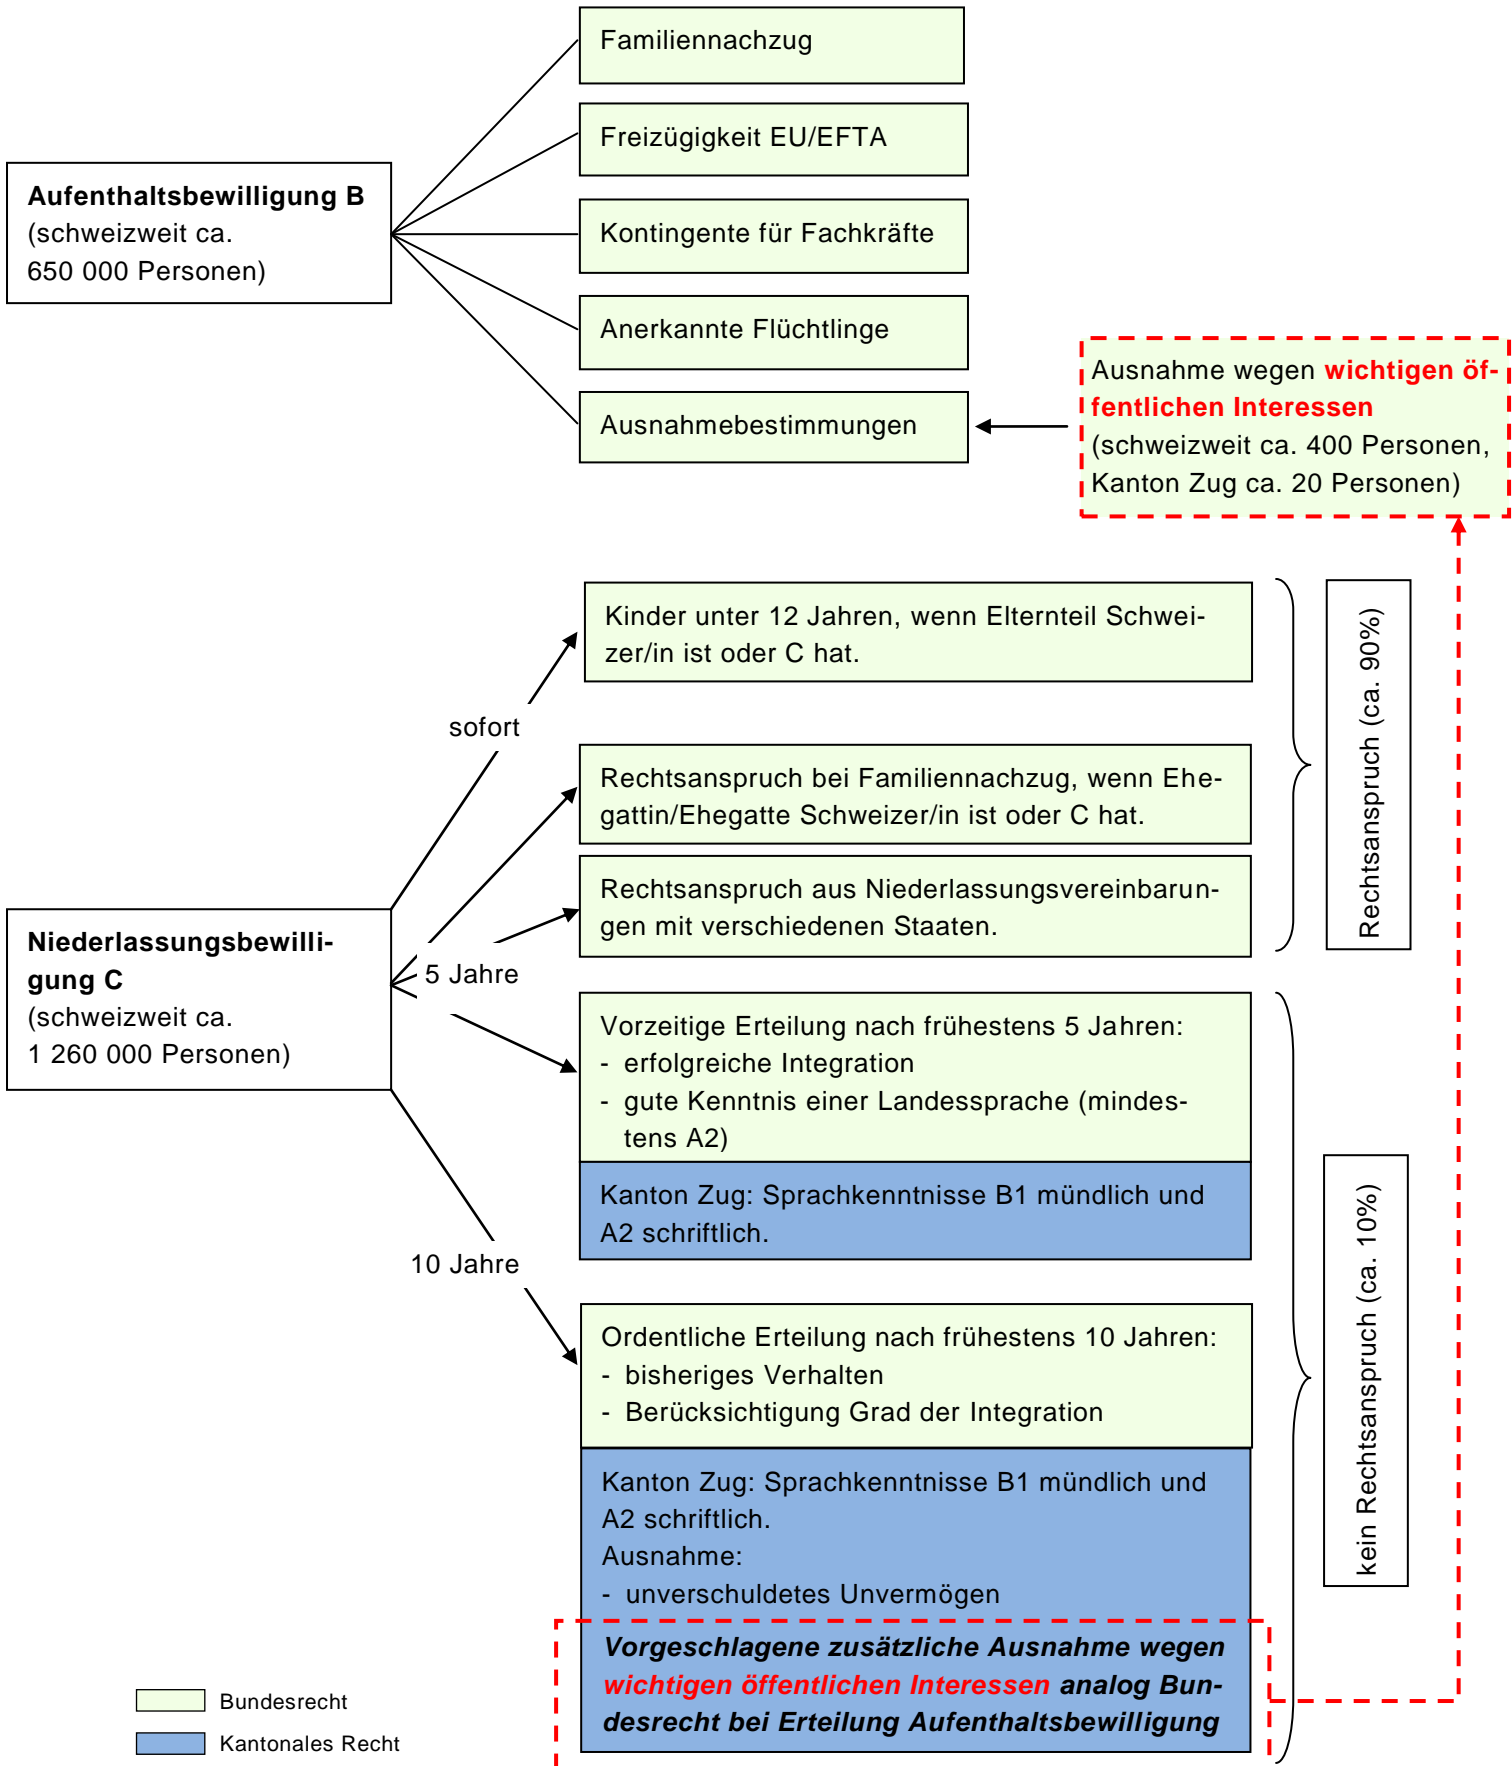 Familiennachzug
Freizügigkeit EU/EFTA
Aufenthaltsbewilligung B
(schweizweit ca.
650 000 Personen)
Kontingente für Fachkräfte
Anerkannte Flüchtlinge
Ausnahmebestimmungen
Ausnahme wegen wichtigen öf-
fentlichen Interessen
(schweizweit ca. 400 Personen,
Kanton Zug ca. 20 Personen)
Kinder unter 12 Jahren, wenn Elternteil Schwei-
zer/in ist oder C hat.
sofort
Rechtsanspruch bei Familiennachzug, wenn Ehe-
gattin/Ehegatte Schweizer/in ist oder C hat.
Rechtsanspruch aus Niederlassungsvereinbarun-
gen mit verschiedenen Staaten.
Rechtsanspruch (ca. 90%)
Niederlassungsbewilli-
gung C
(schweizweit ca.
1 260 000 Personen)
5 Jahre
Vorzeitige Erteilung nach frühestens 5 Jahren:
- erfolgreiche Integration
- gute Kenntnis einer Landessprache (mindes-
tens A2)
Kanton Zug: Sprachkenntnisse B1 mündlich und
A2 schriftlich.
10 Jahre
Ordentliche Erteilung nach frühestens 10 Jahren:
- bisheriges Verhalten
- Berücksichtigung Grad der Integration
Kanton Zug: Sprachkenntnisse B1 mündlich und
A2 schriftlich.
Ausnahme:
- unverschuldetes Unvermögen
Vorgeschlagene zusätzliche Ausnahme wegen
wichtigen öffentlichen Interessen analog Bun-
desrecht bei Erteilung Aufenthaltsbewilligung
kein Rechtsanspruch (ca. 10%)
Bundesrecht
Kantonales Recht